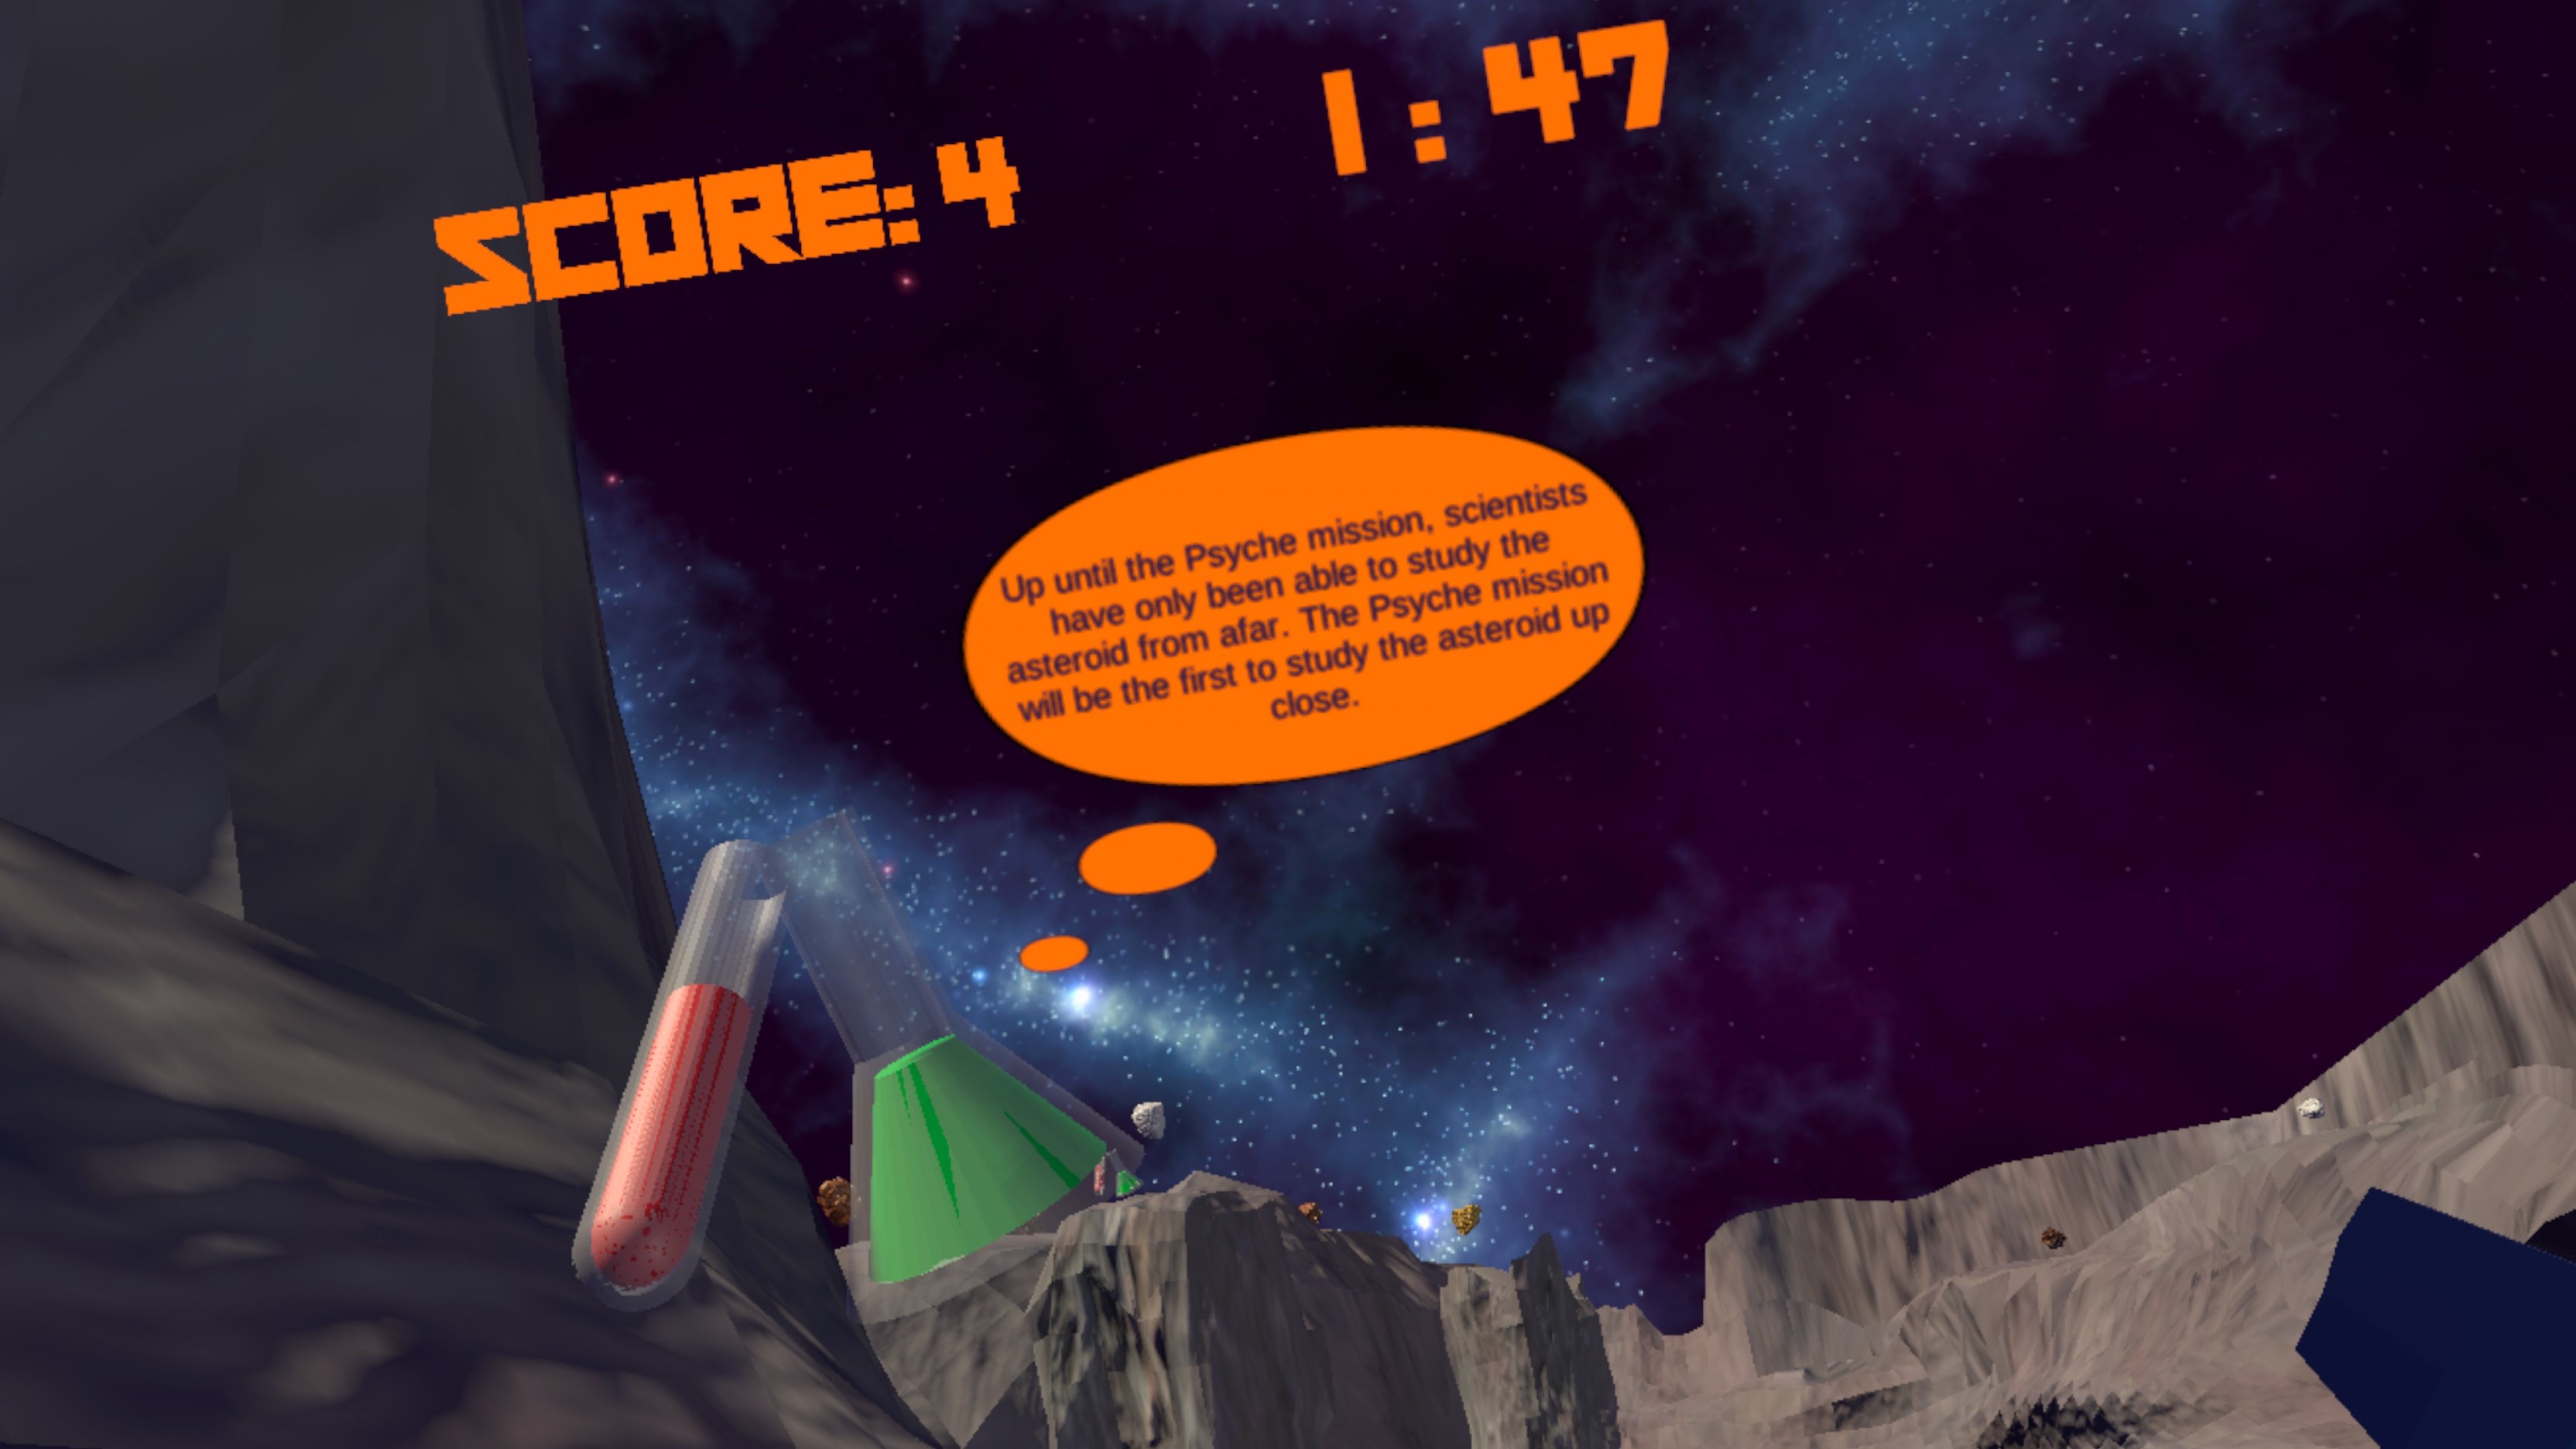 SCORE: 4
1:47
Up until the Psyche mission, scientists
have only been able to study the
asteroid from afar. The Psyche mission
will be the first to study the asteroid up
close.